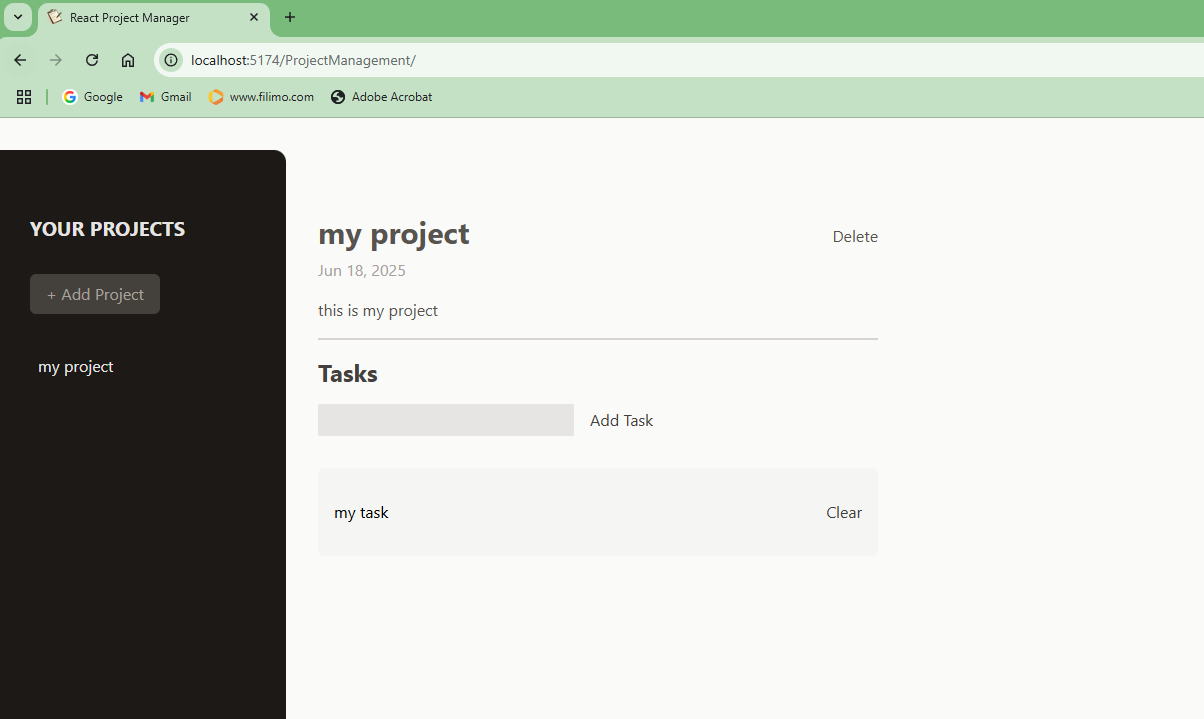 React Project Manager
localhost:5174/ProjectManagement/
Google Gmail www.filimo.com Adobe Acrobat
YOUR PROJECTS
+ Add Project
my project
my project
Delete
Jun 18, 2025
this is my project
Tasks
Add Task
my task
Clear